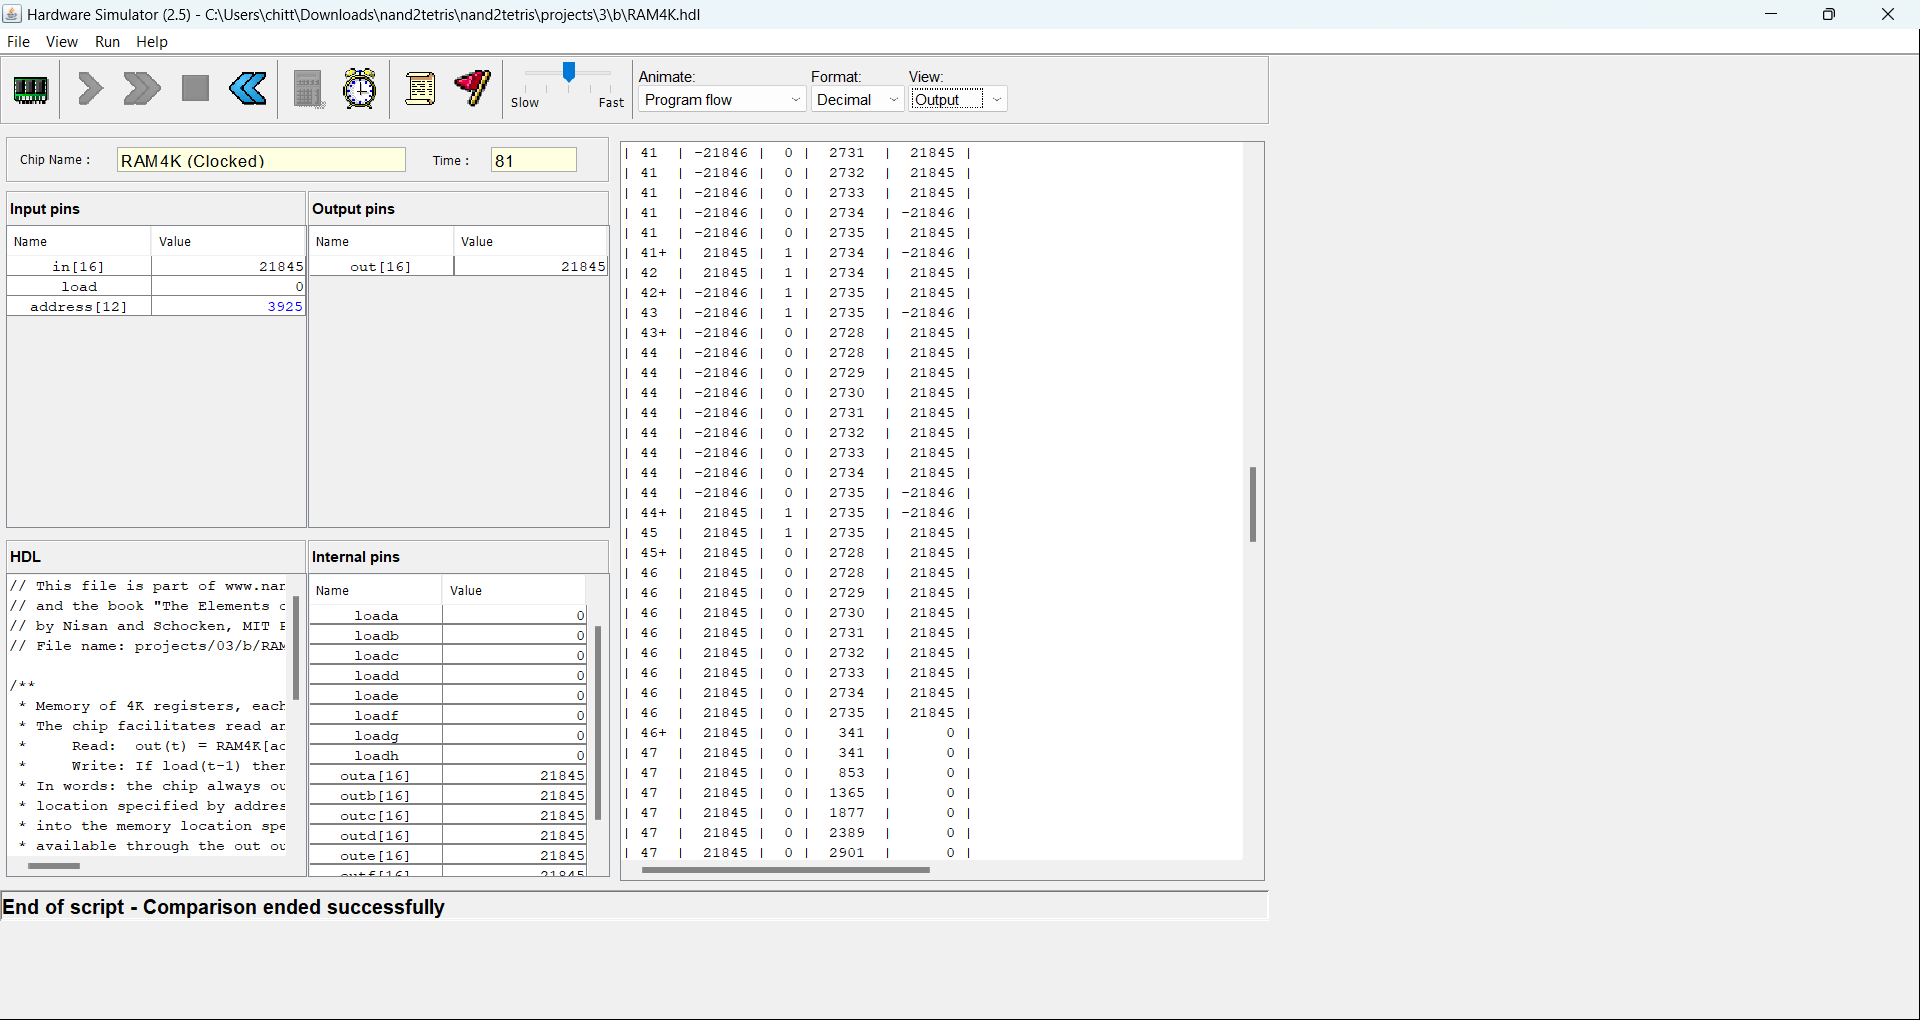 Hardware Simulator (2.5) - C:\Users\chitt\Downloads\nand2tetris\nand2tetris\projects\3\b\RAM4K.hdl
File View Run Help
Animate: Format: View:
Slow Fast Program flow Decimal Output
Chip Name : RAM4K (Clocked) Time : 81
Input pins
Name Value
in[16] 21845
load 0
address[12] 3925
Output pins
Name Value
out[16] 21845
HDL
// This file is part of www.nan
// and the book "The Elements o
// by Nisan and Schocken, MIT P
// File name: projects/03/b/RAM
/**
* Memory of 4K registers, each
* The chip facilitates read an
* Read: out(t) = RAM4K[ad
* Write: If load(t-1) then
* In words: the chip always ou
* location specified by addres
* into the memory location spe
* available through the out ou
Internal pins
Name Value
loada 0
loadb 0
loadc 0
loadd 0
loade 0
loadf 0
loadg 0
loadh 0
outa[16] 21845
outb[16] 21845
outc[16] 21845
outd[16] 21845
oute[16] 21845
outf[16] 21845
| 41 | -21846 | 0 | 2731 | 21845 |
| 41 | -21846 | 0 | 2732 | 21845 |
| 41 | -21846 | 0 | 2733 | 21845 |
| 41 | -21846 | 0 | 2734 | -21846 |
| 41 | -21846 | 0 | 2735 | 21845 |
| 41+ | 21845 | 1 | 2734 | -21846 |
| 42 | 21845 | 1 | 2734 | 21845 |
| 42+ | -21846 | 1 | 2735 | 21845 |
| 43 | -21846 | 1 | 2735 | -21846 |
| 43+ | -21846 | 0 | 2728 | 21845 |
| 44 | -21846 | 0 | 2728 | 21845 |
| 44 | -21846 | 0 | 2729 | 21845 |
| 44 | -21846 | 0 | 2730 | 21845 |
| 44 | -21846 | 0 | 2731 | 21845 |
| 44 | -21846 | 0 | 2732 | 21845 |
| 44 | -21846 | 0 | 2733 | 21845 |
| 44 | -21846 | 0 | 2734 | 21845 |
| 44 | -21846 | 0 | 2735 | -21846 |
| 44+ | 21845 | 1 | 2735 | -21846 |
| 45 | 21845 | 1 | 2735 | 21845 |
| 45+ | 21845 | 0 | 2728 | 21845 |
| 46 | 21845 | 0 | 2728 | 21845 |
| 46 | 21845 | 0 | 2729 | 21845 |
| 46 | 21845 | 0 | 2730 | 21845 |
| 46 | 21845 | 0 | 2731 | 21845 |
| 46 | 21845 | 0 | 2732 | 21845 |
| 46 | 21845 | 0 | 2733 | 21845 |
| 46 | 21845 | 0 | 2734 | 21845 |
| 46 | 21845 | 0 | 2735 | 21845 |
| 46+ | 21845 | 0 | 341 | 0 |
| 47 | 21845 | 0 | 341 | 0 |
| 47 | 21845 | 0 | 853 | 0 |
| 47 | 21845 | 0 | 1365 | 0 |
| 47 | 21845 | 0 | 1877 | 0 |
| 47 | 21845 | 0 | 2389 | 0 |
| 47 | 21845 | 0 | 2901 | 0 |
End of script - Comparison ended successfully